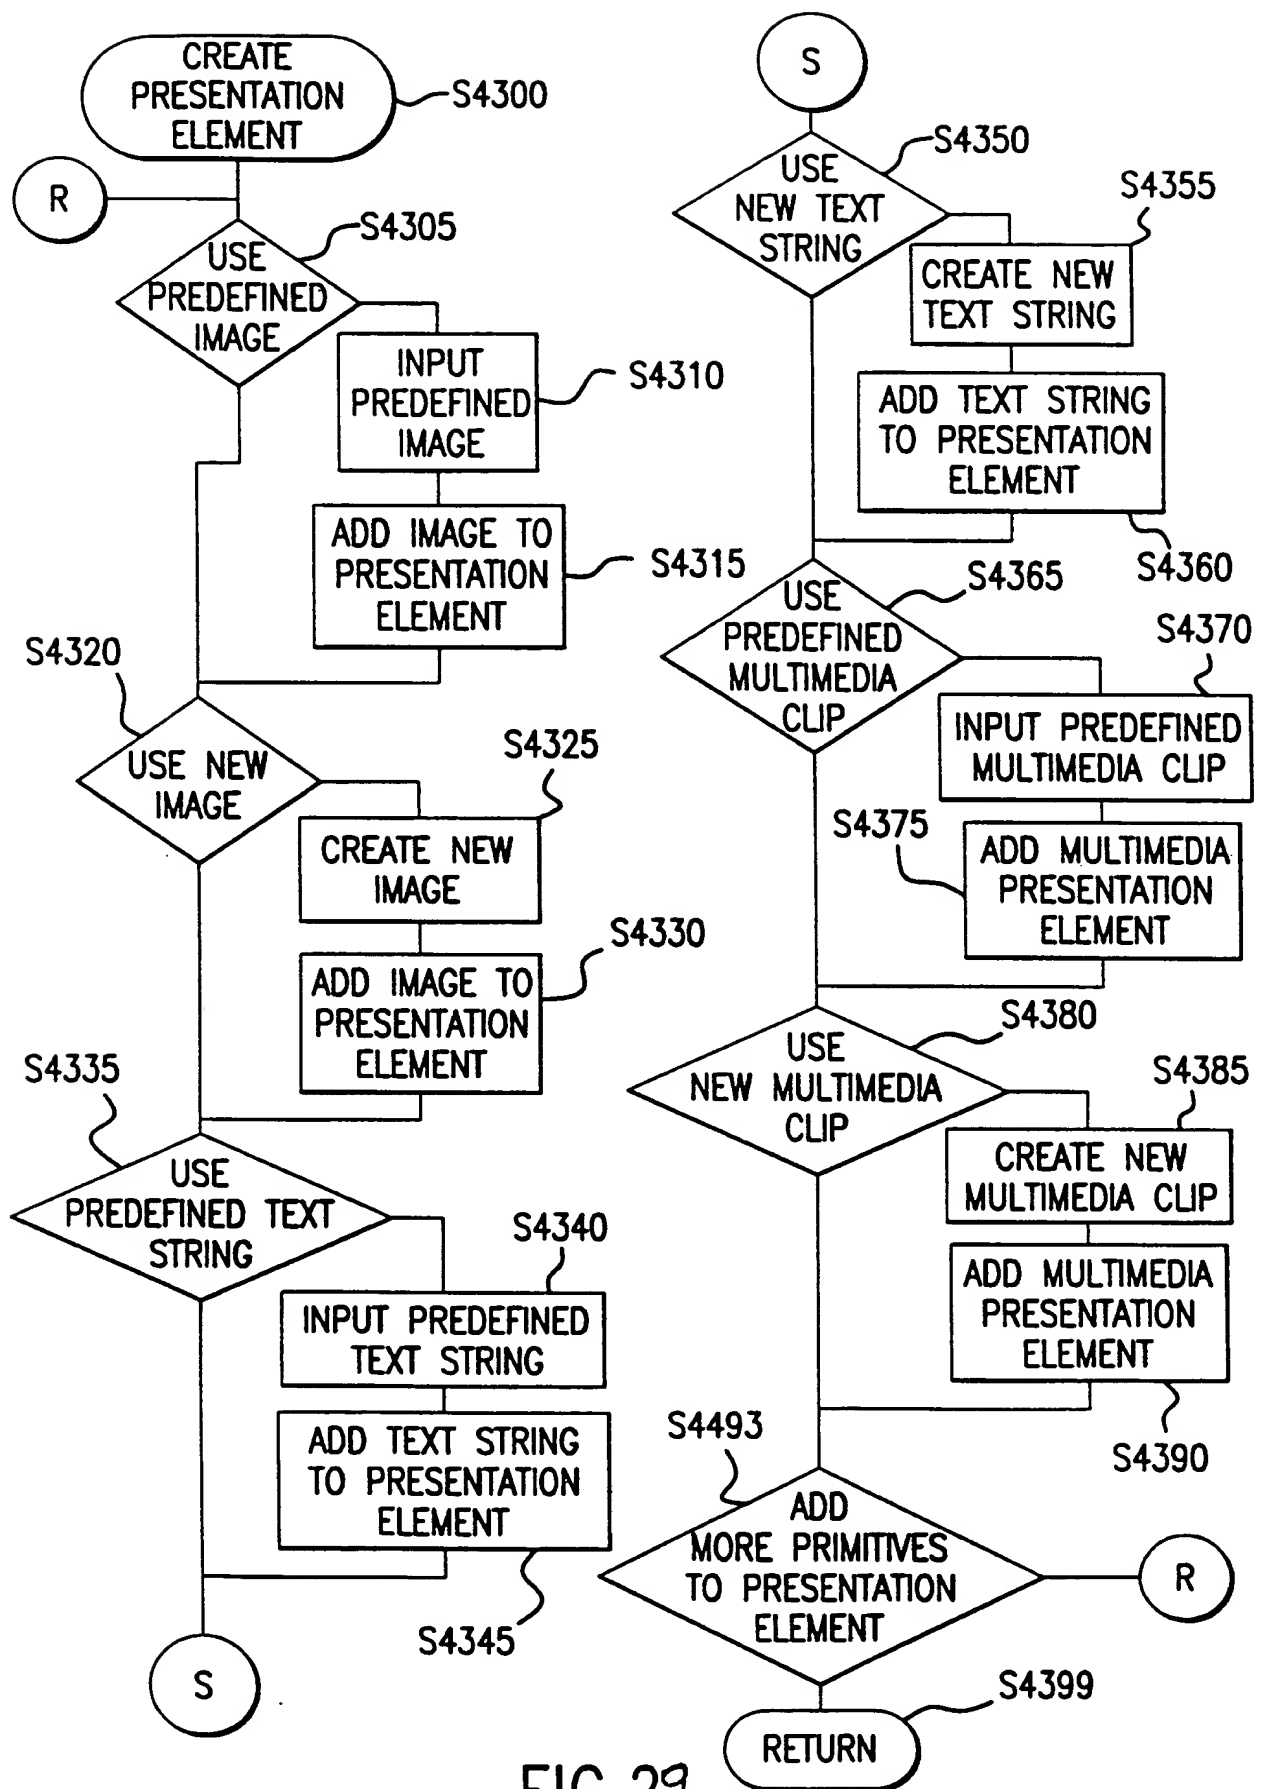 CREATE
PRESENTATION
ELEMENT
S4300
R
S4305
USE
PREDEFINED
IMAGE
INPUT
PREDEFINED
IMAGE
S4310
ADD IMAGE TO
PRESENTATION
ELEMENT
S4315
S4320
USE NEW
IMAGE
S4325
CREATE NEW
IMAGE
S4330
ADD IMAGE TO
PRESENTATION
ELEMENT
S4335
USE
PREDEFINED TEXT
STRING
S4340
INPUT PREDEFINED
TEXT STRING
ADD TEXT STRING
TO PRESENTATION
ELEMENT
S4345
S
S
S4350
USE
NEW TEXT
STRING
S4355
CREATE NEW
TEXT STRING
ADD TEXT STRING
TO PRESENTATION
ELEMENT
S4360
S4365
USE
PREDEFINED
MULTIMEDIA
CLIP
S4370
INPUT PREDEFINED
MULTIMEDIA CLIP
S4375
ADD MULTIMEDIA
PRESENTATION
ELEMENT
S4380
USE
NEW MULTIMEDIA
CLIP
S4385
CREATE NEW
MULTIMEDIA CLIP
ADD MULTIMEDIA
PRESENTATION
ELEMENT
S4390
S4493
ADD
MORE PRIMITIVES
TO PRESENTATION
ELEMENT
R
S4399
RETURN
FIG. 29